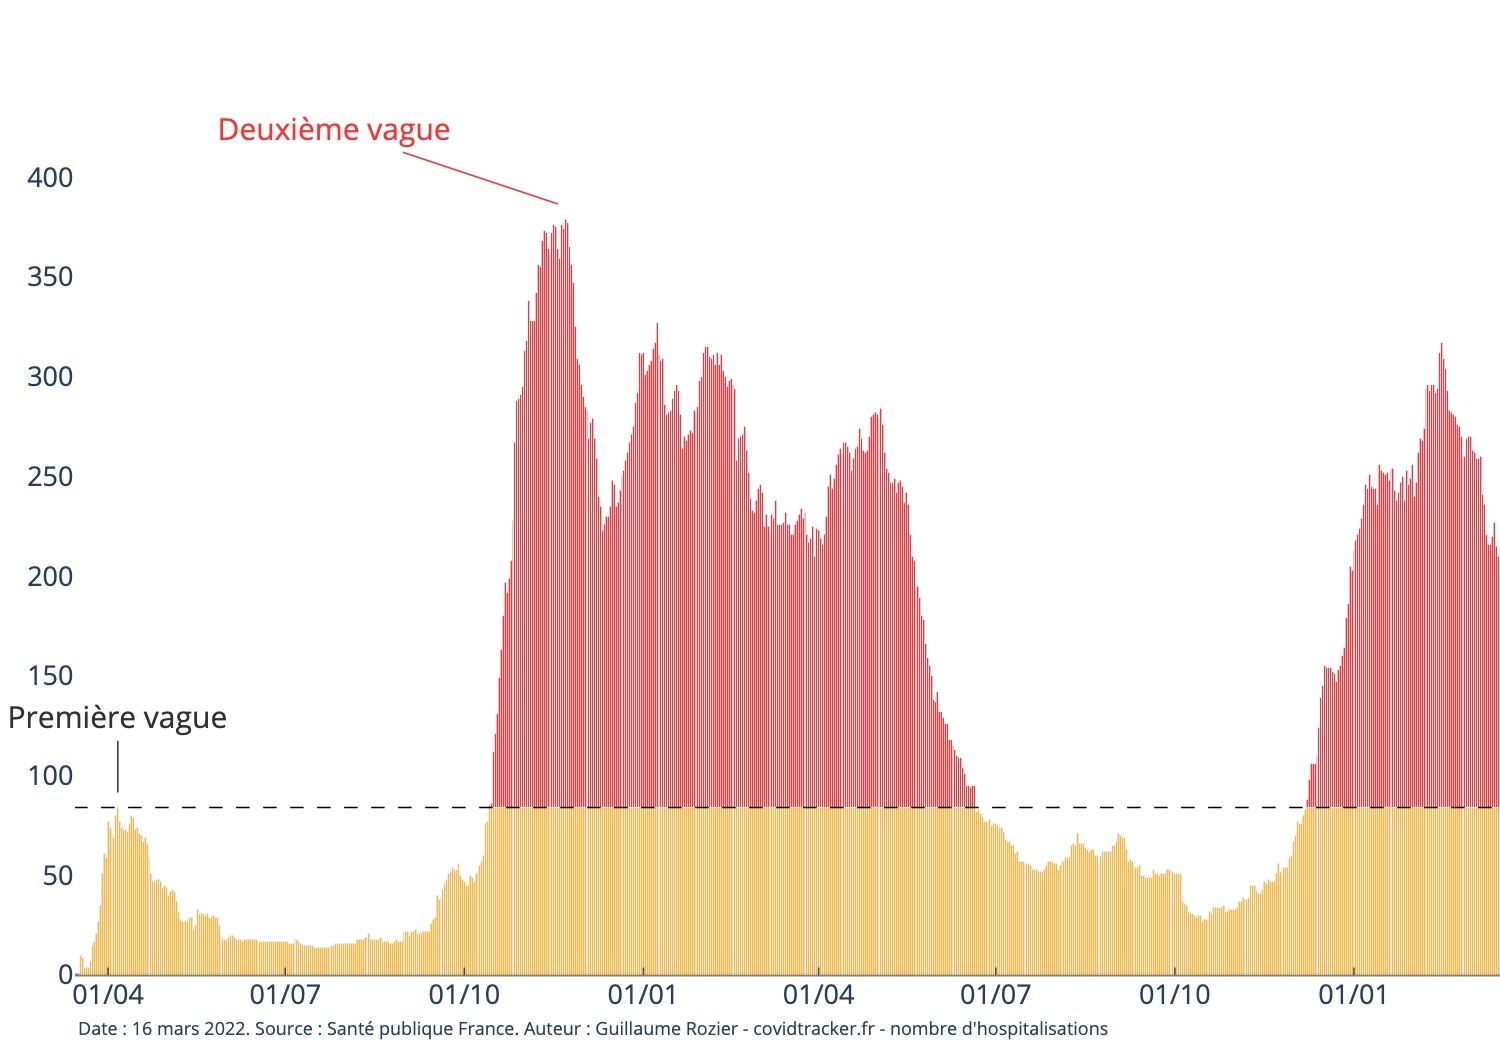 Deuxième vague
400
350
300
250
200
150
Première vague
100
50
0
01/04 01/07 01/10 01/01 01/04 01/07 01/10 01/01
Date : 16 mars 2022. Source : Santé publique France. Auteur : Guillaume Rozier - covidtracker.fr - nombre d'hospitalisations